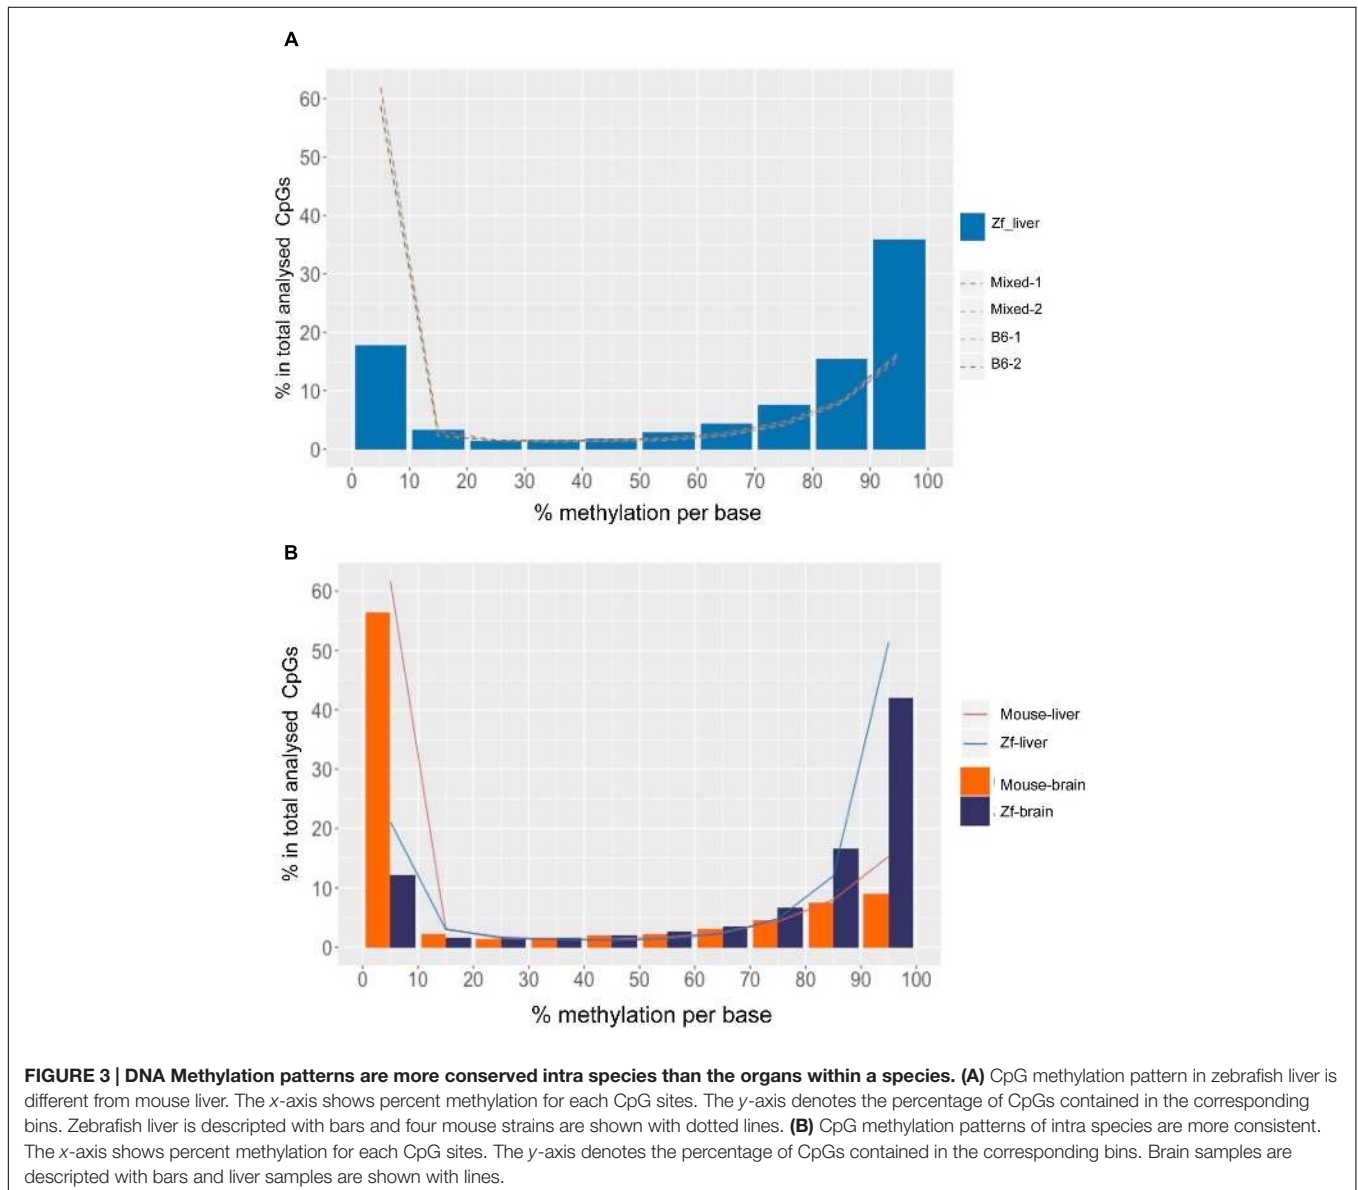 A
60
50
40
30
20
10
0
% in total analysed CpGs
0 10 20 30 40 50 60 70 80 90 100
% methylation per base
Zf_liver
Mixed-1
Mixed-2
B6-1
B6-2
B
60
50
40
30
20
10
0
% in total analysed CpGs
0 10 20 30 40 50 60 70 80 90 100
% methylation per base
Mouse-liver
Zf-liver
Mouse-brain
Zf-brain
FIGURE 3 | DNA Methylation patterns are more conserved intra species than the organs within a species. (A) CpG methylation pattern in zebrafish liver is
different from mouse liver. The x-axis shows percent methylation for each CpG sites. The y-axis denotes the percentage of CpGs contained in the corresponding
bins. Zebrafish liver is descripted with bars and four mouse strains are shown with dotted lines. (B) CpG methylation patterns of intra species are more consistent.
The x-axis shows percent methylation for each CpG sites. The y-axis denotes the percentage of CpGs contained in the corresponding bins. Brain samples are
descripted with bars and liver samples are shown with lines.